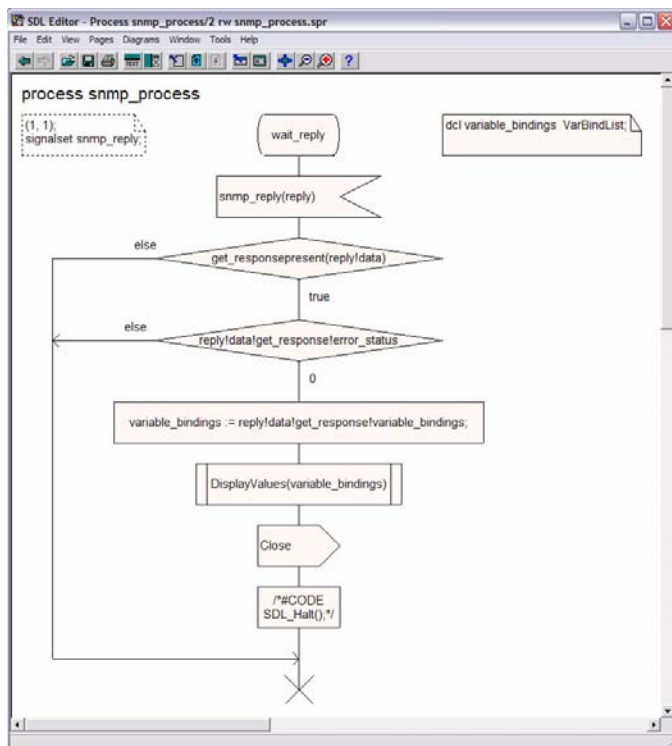 SDL Editor - Process snmp_process/2 rw snmp_process.spr
File Edit View Pages Diagrams Window Tools Help
TEXT
?
process snmp_process
(1, 1);
signalset snmp_reply;
wait_reply
dcl variable_bindings VarBindList;
snmp_reply(reply)
else
get_responsepresent(reply!data)
true
else
reply!data!get_response!error_status
0
variable_bindings := reply!data!get_response!variable_bindings;
DisplayValues(variable_bindings)
Close
/*#CODE
SDL_Halt();*/